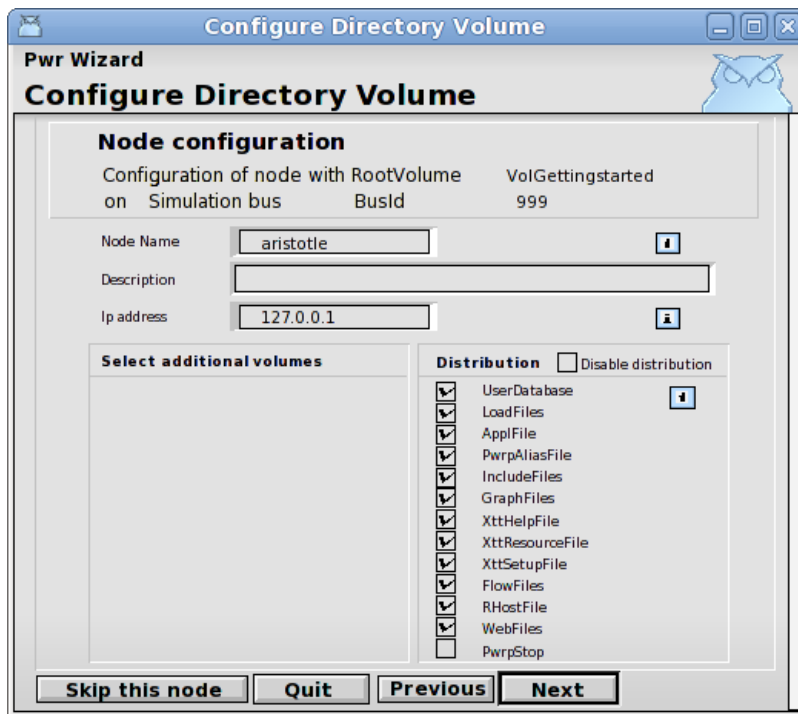 Configure Directory Volume
Pwr Wizard
Configure Directory Volume
Node configuration
Configuration of node with RootVolume VolGettingstarted
on Simulation bus BusId 999
Node Name aristotle
Description
Ip address 127.0.0.1
Select additional volumes
Distribution Disable distribution
UserDatabase
LoadFiles
ApplFile
PwrpAliasFile
IncludeFiles
GraphFiles
XttHelpFile
XttResourceFile
XttSetupFile
FlowFiles
RHostFile
WebFiles
PwrpStop
Skip this node Quit Previous Next